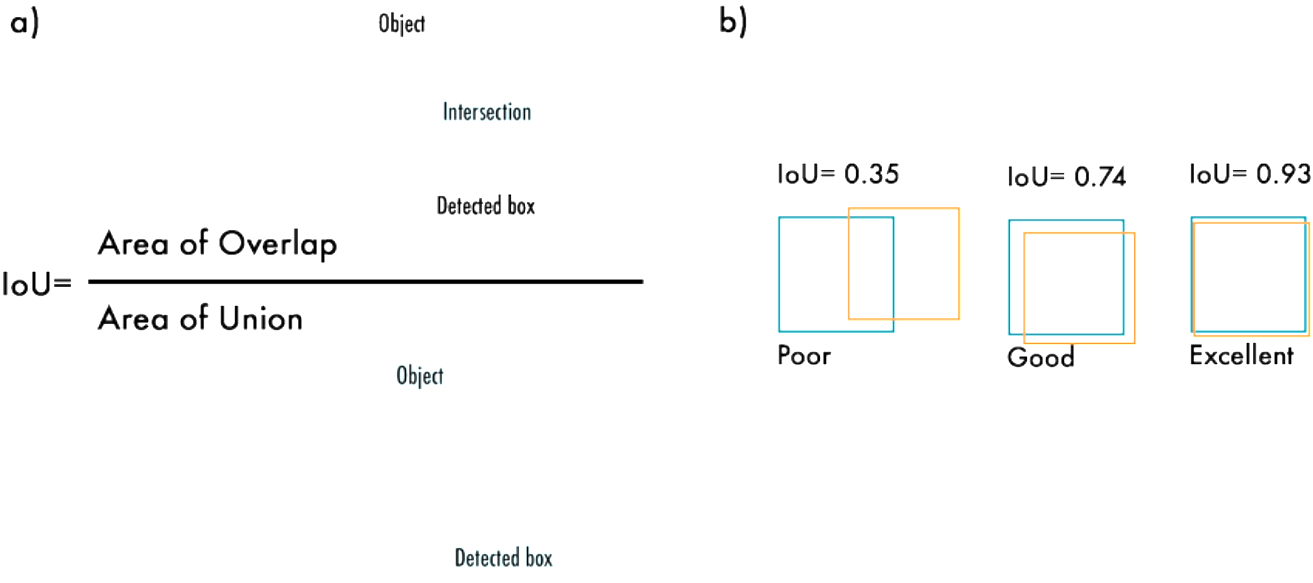 a)
Object
Intersection
Detected box
IoU=
Area of Overlap
Area of Union
Object
Detected box
b)
IoU= 0.35
IoU= 0.74
IoU= 0.93
Poor
Good
Excellent